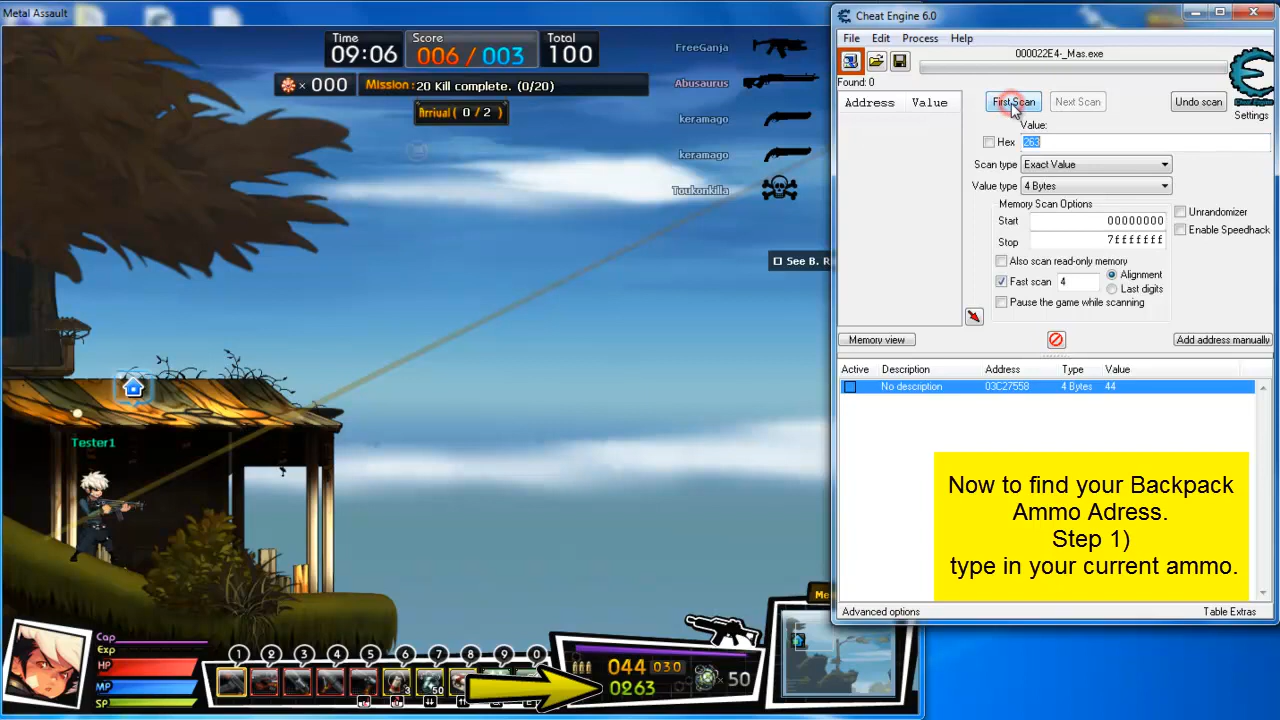 Metal Assault
Time
09:06
Score
006 / 003
Total
100
× 000
Mission: 20 Kill complete. (0/20)
Arrival ( 0 / 2 )
FreeGanja
Abusaurus
keramago
keramago
Toukonkilla
See B. R
Tester1
Cap
Exp
HP
MP
SP
1 2 3 4 5 6 7 8 9 0
3
50
044 030
0263
× 50
Me
Cheat Engine 6.0
File Edit Process Help
000022E4-_Mas.exe
Found: 0
Address Value
First Scan Next Scan Undo scan
Cheat Engine
Settings
Value:
Hex 263
Scan type Exact Value
Value type 4 Bytes
Memory Scan Options
Start 00000000
Stop 7fffffff
Unrandomizer
Enable Speedhack
Also scan read-only memory
Fast scan 4
Alignment
Last digits
Pause the game while scanning
Memory view
Add address manually
Active Description Address Type Value
No description 03C27558 4 Bytes 44
Now to find your Backpack
Ammo Adress.
Step 1)
type in your current ammo.
Advanced options
Table Extras